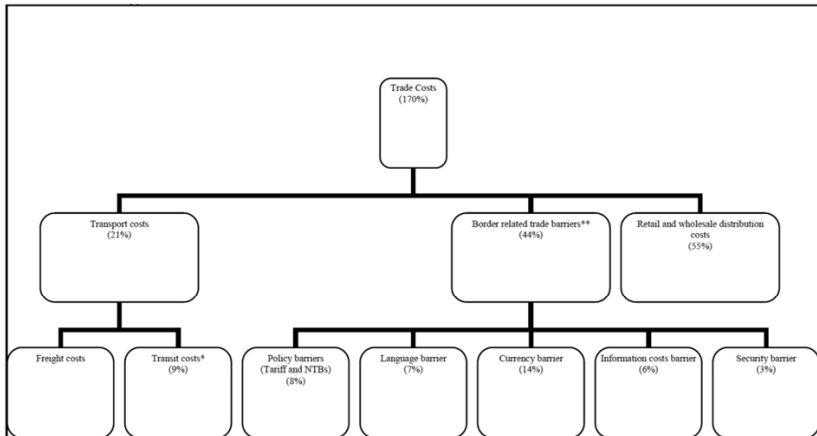 Trade Costs
(170%)
Transport costs
(21%)
Border related trade barriers**
(44%)
Retail and wholesale distribution
costs
(55%)
Freight costs
Transit costs*
(9%)
Policy barriers
(Tariff and NTBs)
(8%)
Language barrier
(7%)
Currency barrier
(14%)
Information costs barrier
(6%)
Security barrier
(3%)